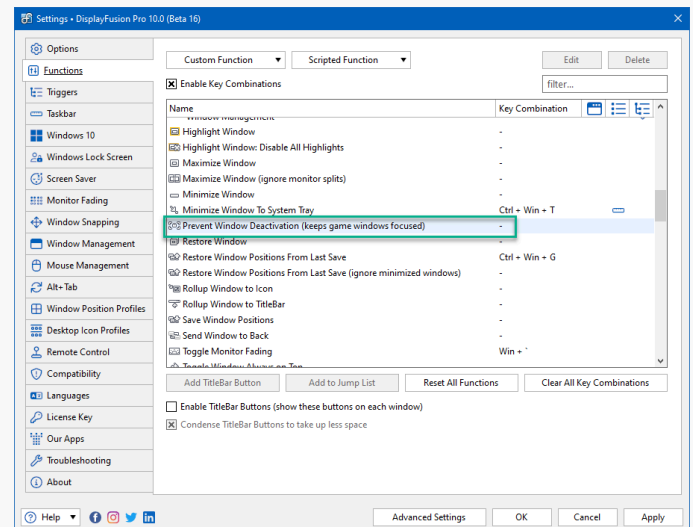 Settings • DisplayFusion Pro 10.0 (Beta 16)
Options
Functions
Triggers
Taskbar
Windows 10
Windows Lock Screen
Screen Saver
Monitor Fading
Window Snapping
Window Management
Mouse Management
Alt+Tab
Window Position Profiles
Desktop Icon Profiles
Remote Control
Compatibility
Languages
License Key
Our Apps
Troubleshooting
About
Custom Function Scripted Function Edit Delete
Enable Key Combinations filter...
Name Key Combination
Window Management
Highlight Window -
Highlight Window: Disable All Highlights -
Maximize Window -
Maximize Window (ignore monitor splits) -
Minimize Window -
Minimize Window To System Tray Ctrl + Win + T
Prevent Window Deactivation (keeps game windows focused) -
Restore Window -
Restore Window Positions From Last Save Ctrl + Win + G
Restore Window Positions From Last Save (ignore minimized windows) -
Rollup Window to Icon -
Rollup Window to TitleBar -
Save Window Positions -
Send Window to Back -
Toggle Monitor Fading Win + `
Toggle Window Always on Top
Add TitleBar Button Add to Jump List Reset All Functions Clear All Key Combinations
Enable TitleBar Buttons (show these buttons on each window)
Condense TitleBar Buttons to take up less space
Help Advanced Settings OK Cancel Apply